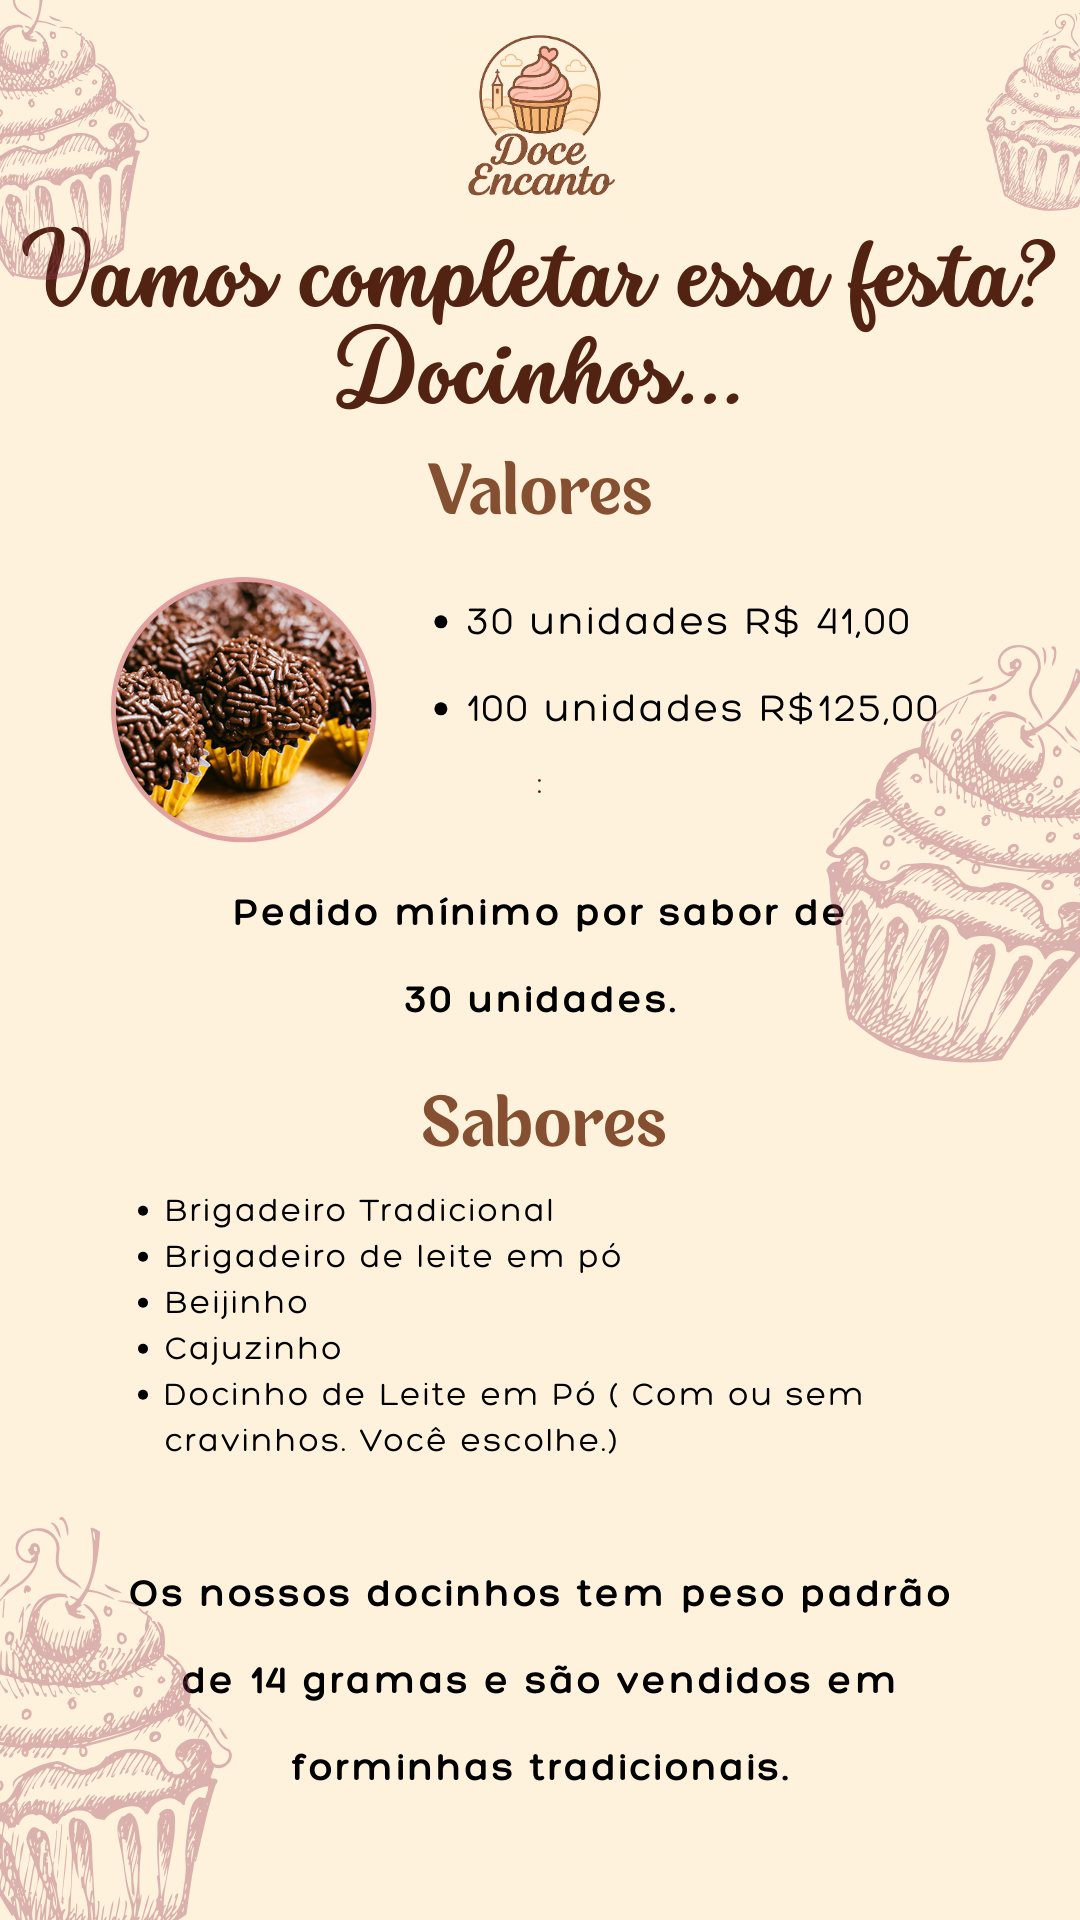 Doce
Encanto
Vamos completar essa festa?
Docinhos...
Valores
• 30 unidades R$ 41,00
• 100 unidades R$125,00
:
Pedido mínimo por sabor de
30 unidades.
Sabores
• Brigadeiro Tradicional
• Brigadeiro de leite em pó
• Beijinho
• Cajuzinho
• Docinho de Leite em Pó ( Com ou sem
cravinhos. Você escolhe.)
Os nossos docinhos tem peso padrão
de 14 gramas e são vendidos em
forminhas tradicionais.